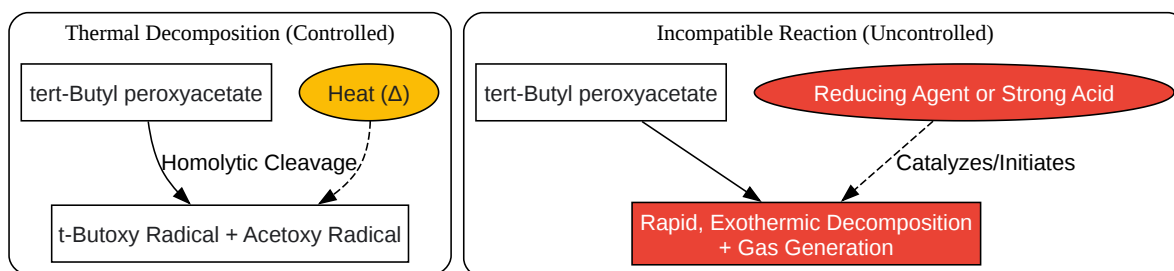 Thermal Decomposition (Controlled)
tert-Butyl peroxyacetate
Heat (Δ)
Homolytic Cleavage
t-Butoxy Radical + Acetoxy Radical
Incompatible Reaction (Uncontrolled)
tert-Butyl peroxyacetate
Reducing Agent or Strong Acid
Catalyzes/Initiates
Rapid, Exothermic Decomposition
+ Gas Generation